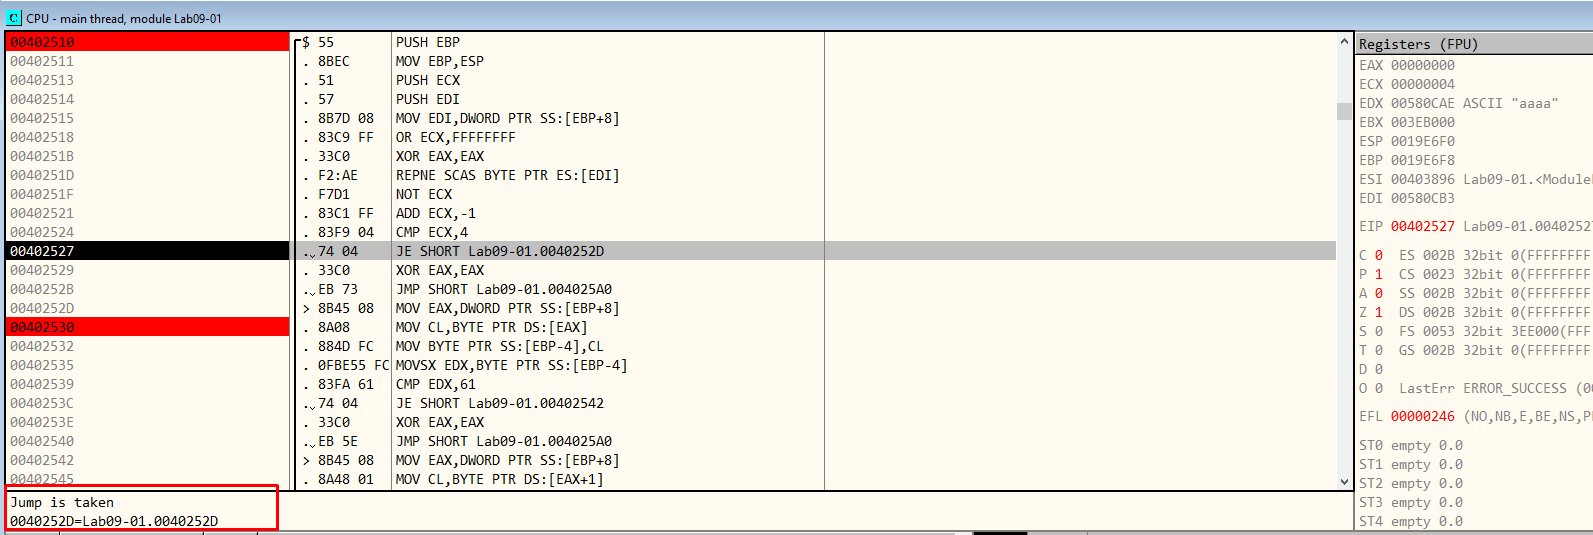 C CPU - main thread, module Lab09-01
00402510 $ 55 PUSH EBP
00402511 . 8BEC MOV EBP,ESP
00402513 . 51 PUSH ECX
00402514 . 57 PUSH EDI
00402515 . 8B7D 08 MOV EDI,DWORD PTR SS:[EBP+8]
00402518 . 83C9 FF OR ECX,FFFFFFFF
0040251B . 33C0 XOR EAX,EAX
0040251D . F2:AE REPNE SCAS BYTE PTR ES:[EDI]
0040251F . F7D1 NOT ECX
00402521 . 83C1 FF ADD ECX,-1
00402524 . 83F9 04 CMP ECX,4
00402527 .⌄ 74 04 JE SHORT Lab09-01.0040252D
00402529 . 33C0 XOR EAX,EAX
0040252B .⌄ EB 73 JMP SHORT Lab09-01.004025A0
0040252D > 8B45 08 MOV EAX,DWORD PTR SS:[EBP+8]
00402530 . 8A08 MOV CL,BYTE PTR DS:[EAX]
00402532 . 884D FC MOV BYTE PTR SS:[EBP-4],CL
00402535 . 0FBE55 FC MOVSX EDX,BYTE PTR SS:[EBP-4]
00402539 . 83FA 61 CMP EDX,61
0040253C .⌄ 74 04 JE SHORT Lab09-01.00402542
0040253E . 33C0 XOR EAX,EAX
00402540 .⌄ EB 5E JMP SHORT Lab09-01.004025A0
00402542 > 8B45 08 MOV EAX,DWORD PTR SS:[EBP+8]
00402545 . 8A48 01 MOV CL,BYTE PTR DS:[EAX+1]
Jump is taken
0040252D=Lab09-01.0040252D
Registers (FPU)
EAX 00000000
ECX 00000004
EDX 00580CAE ASCII "aaaa"
EBX 003EB000
ESP 0019E6F0
EBP 0019E6F8
ESI 00403896 Lab09-01.<Module
EDI 00580CB3
EIP 00402527 Lab09-01.0040252
C 0 ES 002B 32bit 0(FFFFFFFF
P 1 CS 0023 32bit 0(FFFFFFFF
A 0 SS 002B 32bit 0(FFFFFFFF
Z 1 DS 002B 32bit 0(FFFFFFFF
S 0 FS 0053 32bit 3EE000(FFF
T 0 GS 002B 32bit 0(FFFFFFFF
D 0
O 0 LastErr ERROR_SUCCESS (00
EFL 00000246 (NO,NB,E,BE,NS,P
ST0 empty 0.0
ST1 empty 0.0
ST2 empty 0.0
ST3 empty 0.0
ST4 empty 0.0